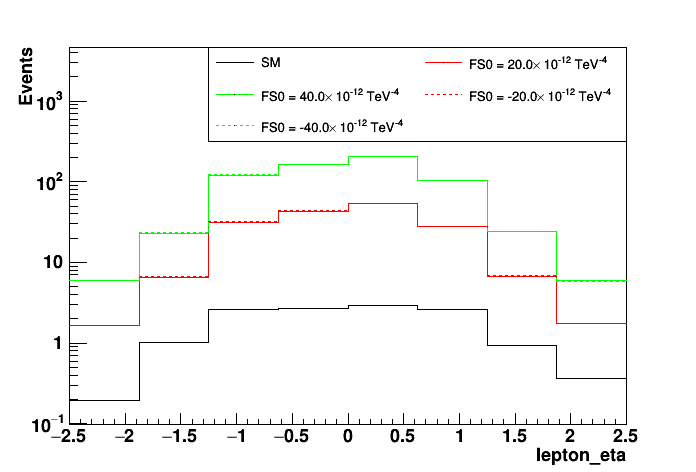 Events
SM
FS0 = 20.0× 10⁻¹² TeV⁻⁴
FS0 = 40.0× 10⁻¹² TeV⁻⁴
FS0 = -20.0× 10⁻¹² TeV⁻⁴
FS0 = -40.0× 10⁻¹² TeV⁻⁴
10³
10²
10
1
10⁻¹
−2.5 −2 −1.5 −1 −0.5 0 0.5 1 1.5 2 2.5
lepton_eta